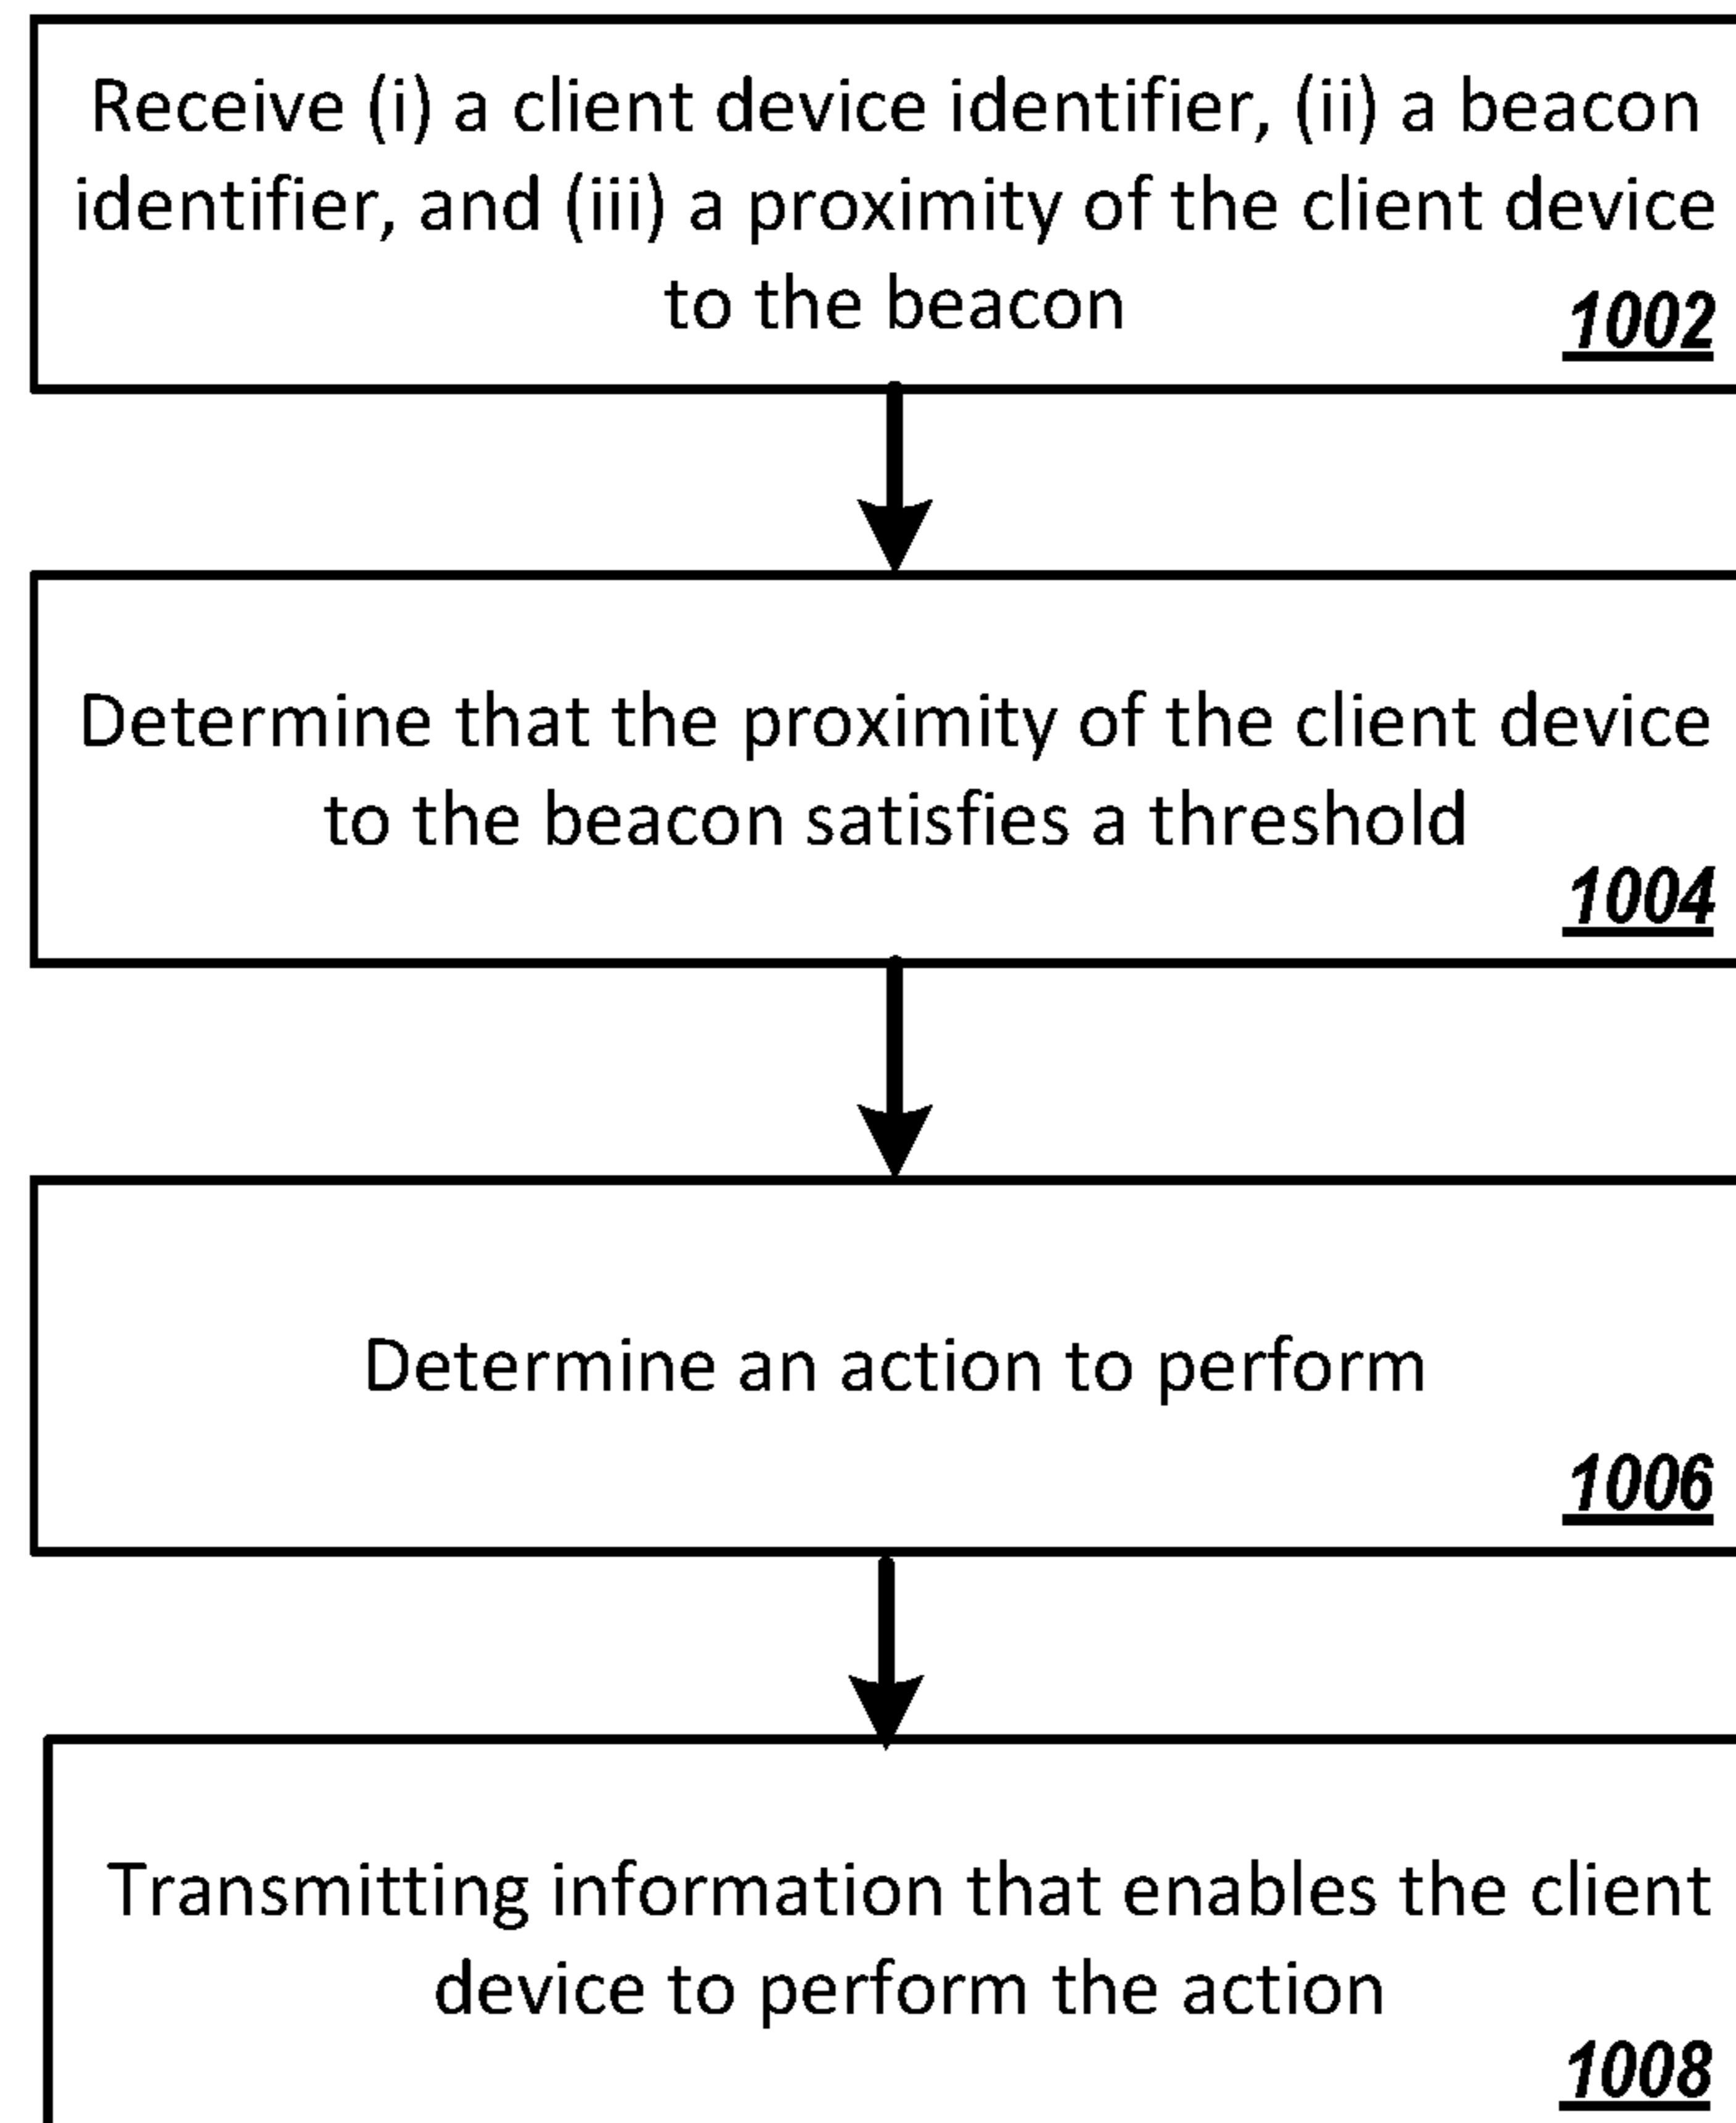 Receive (i) a client device identifier, (ii) a beacon
identifier, and (iii) a proximity of the client device
to the beacon
1002
Determine that the proximity of the client device
to the beacon satisfies a threshold
1004
Determine an action to perform
1006
Transmitting information that enables the client
device to perform the action
1008